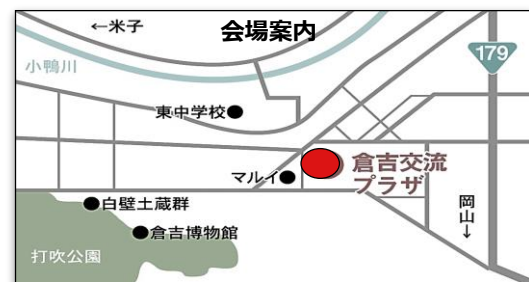 会場案内
←米子
179
小鴨川
東中学校
倉吉交流
プラザ
マルイ
白壁土蔵群
岡山↓
倉吉博物館
打吹公園